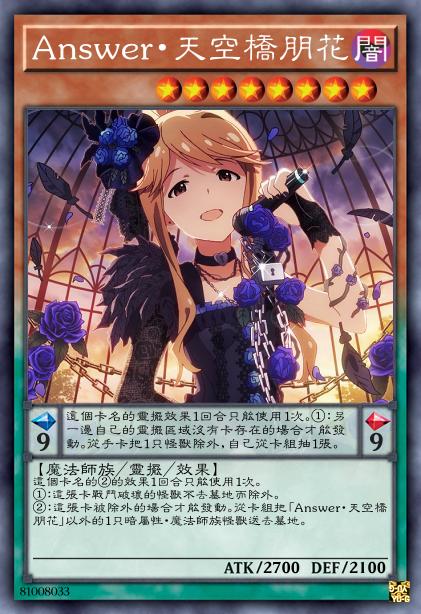 Answer・天空橋朋花
闇
這個卡名的靈擺效果1回合只能使用1次。①:另
一邊自己的靈擺區域沒有卡存在的場合才能發
動。從手卡把1只怪獸除外,自己從卡組抽1張。
9
9
【魔法師族/靈擺/效果】
這個卡名的②的效果1回合只能使用1次。
①:這張卡戰鬥破壞的怪獸不去墓地而除外。
②:這張卡被除外的場合才能發動。從卡組把「Answer・天空橋
朋花」以外的1只暗屬性・魔法師族怪獸送去墓地。
ATK/2700 DEF/2100
81008033